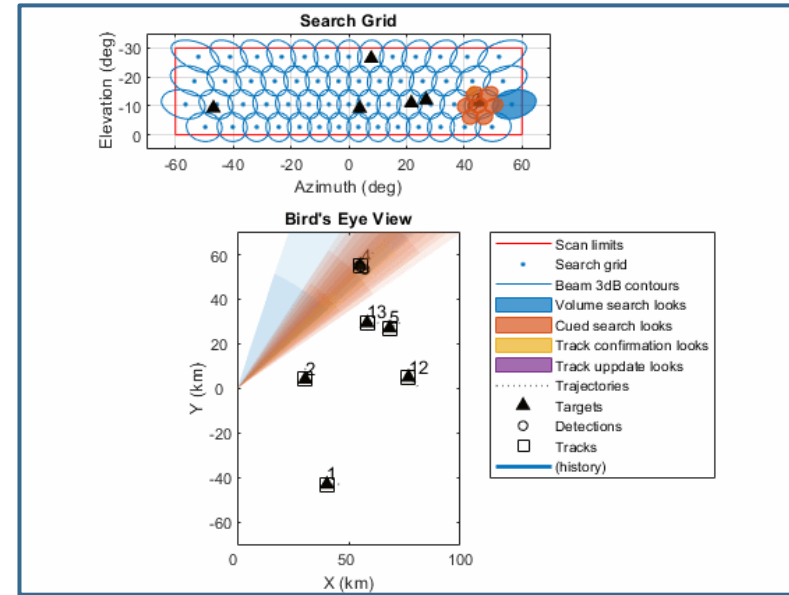 Search Grid
Elevation (deg)
-30
-20
-10
0
-60 -40 -20 0 20 40 60
Azimuth (deg)
Bird's Eye View
Y (km)
60
40
20
0
-20
-40
-60
4
13 5
2 12
1
0 50 100
X (km)
Scan limits
Search grid
Beam 3dB contours
Volume search looks
Cued search looks
Track confirmation looks
Track uppdate looks
Trajectories
Targets
Detections
Tracks
(history)